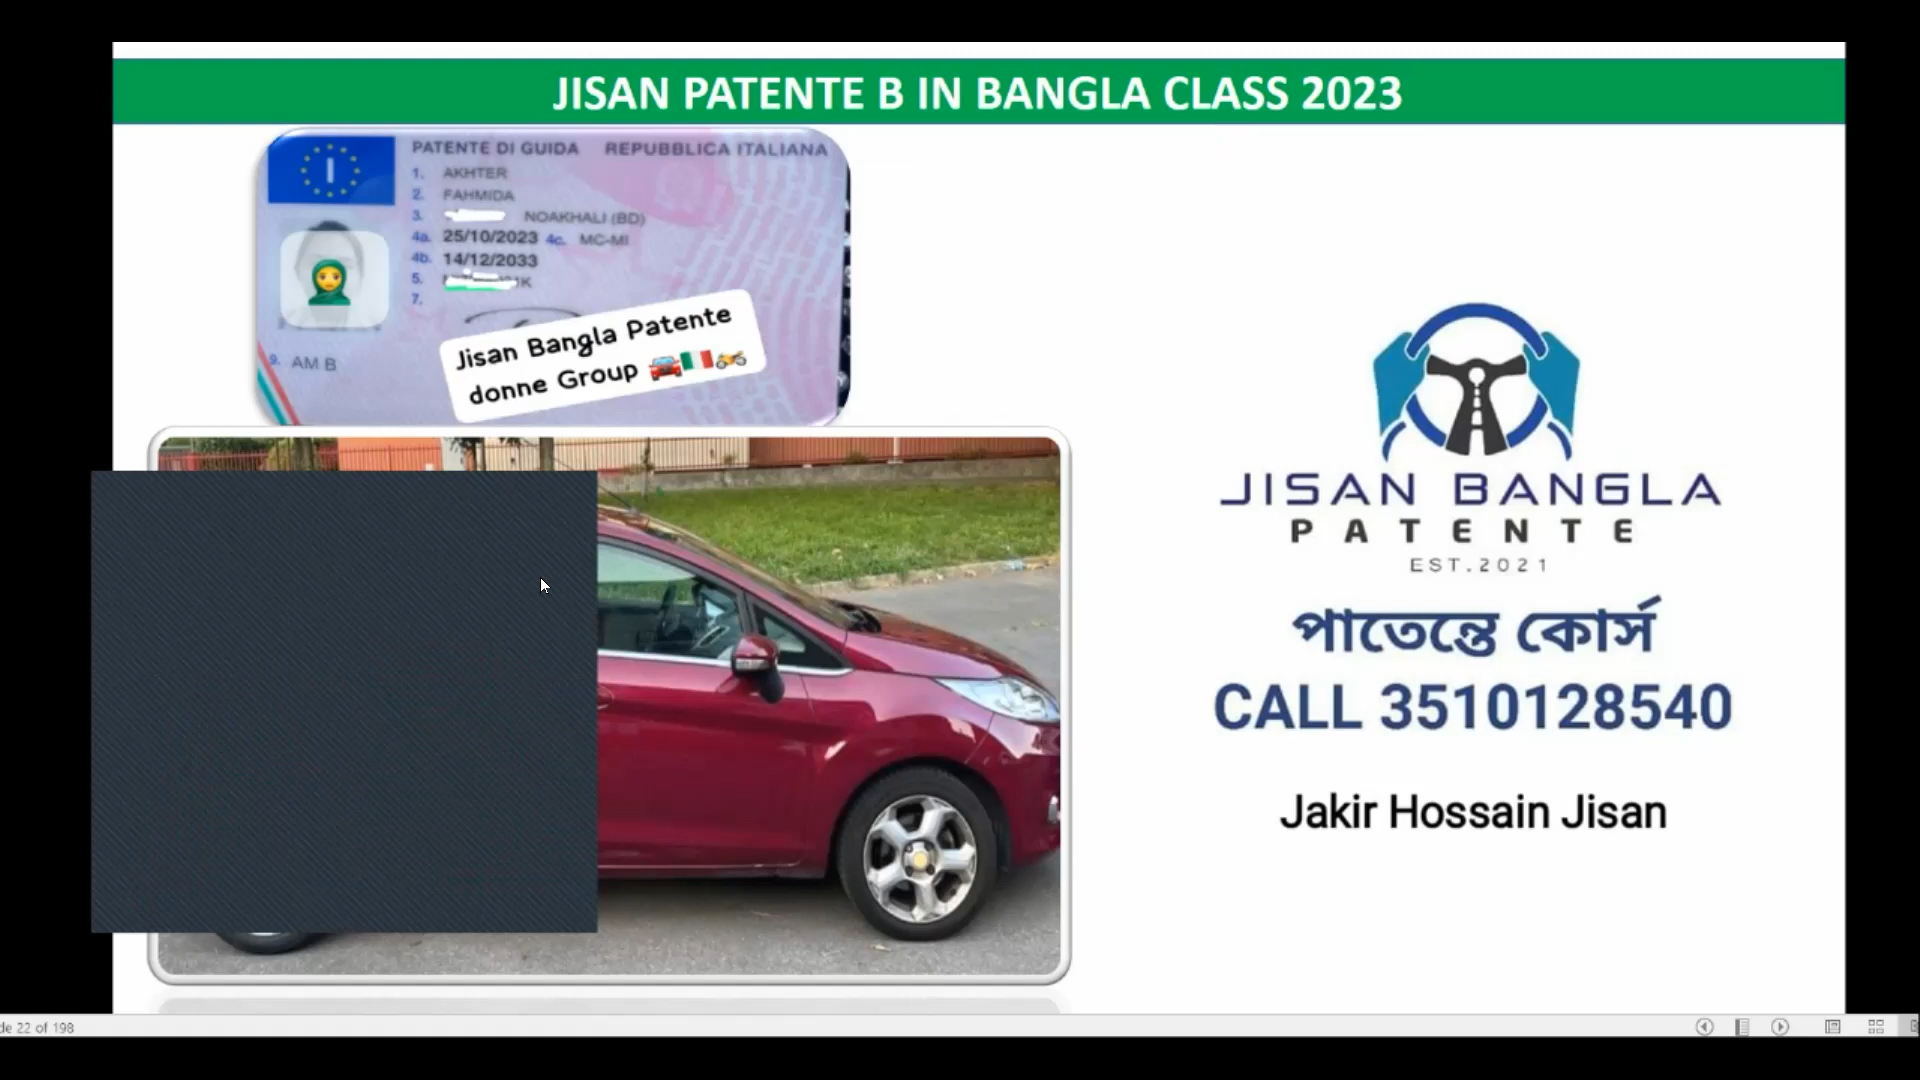 JISAN PATENTE B IN BANGLA CLASS 2023
PATENTE DI GUIDA REPUBBLICA ITALIANA
1. AKHTER
2. FAHMIDA
3. NOAKHALI (BD)
4a. 25/10/2023 4c. MC-MI
4b. 14/12/2033
5.
7.
9. AM B
Jisan Bangla Patente
donne Group
JISAN BANGLA
PATENTE
EST.2021
পাতেন্তে কোর্স
CALL 3510128540
Jakir Hossain Jisan
22 of 198